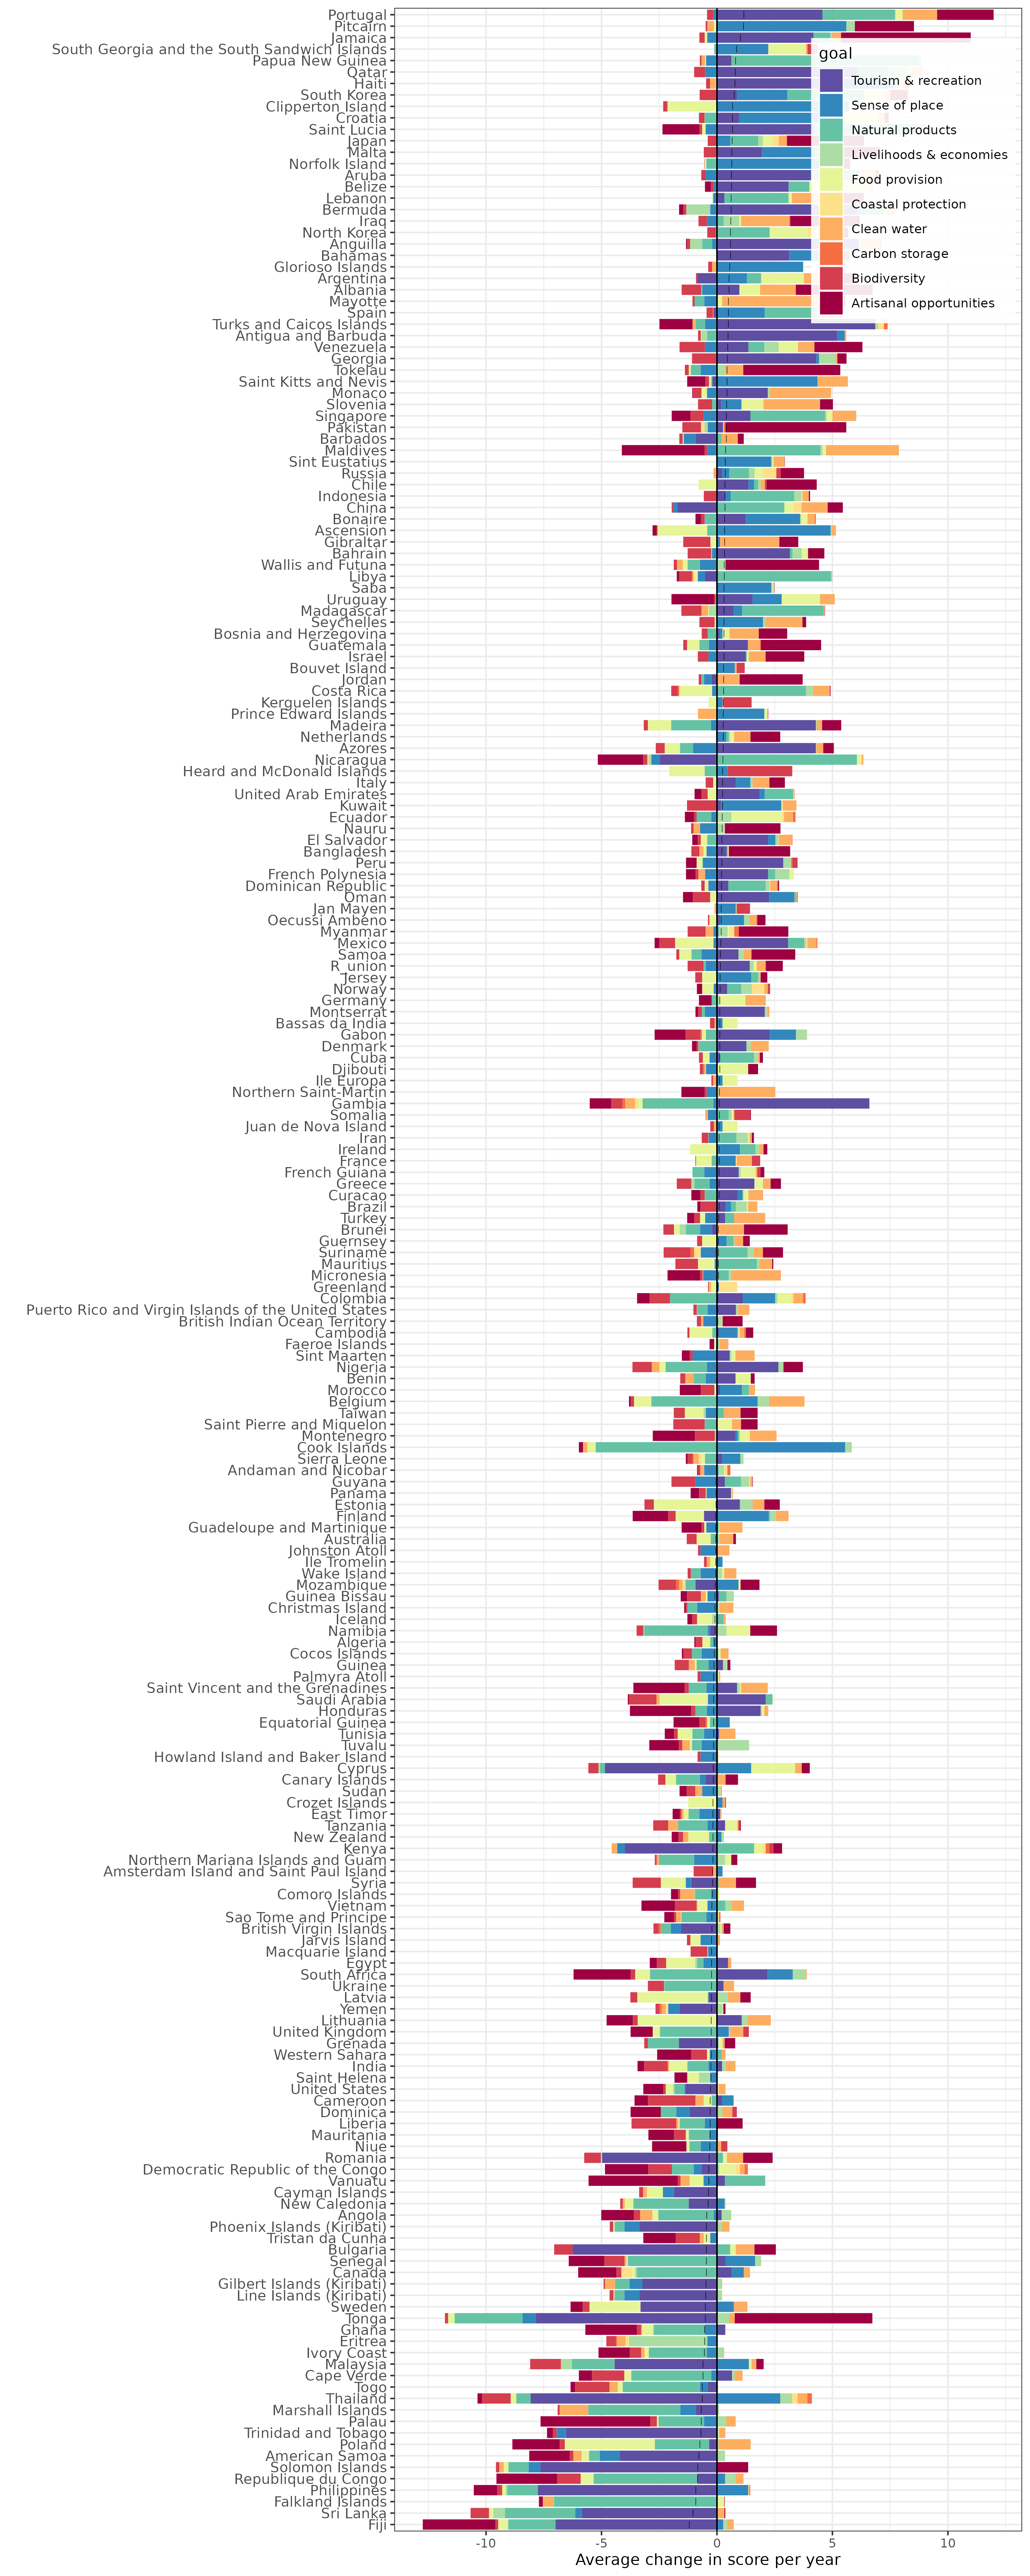 Portugal
Pitcairn
Jamaica
South Georgia and the South Sandwich Islands
Papua New Guinea
Qatar
Haiti
South Korea
Clipperton Island
Croatia
Saint Lucia
Japan
Malta
Norfolk Island
Aruba
Belize
Lebanon
Bermuda
Iraq
North Korea
Anguilla
Bahamas
Glorioso Islands
Argentina
Albania
Mayotte
Spain
Turks and Caicos Islands
Antigua and Barbuda
Venezuela
Georgia
Tokelau
Saint Kitts and Nevis
Monaco
Slovenia
Singapore
Pakistan
Barbados
Maldives
Sint Eustatius
Russia
Chile
Indonesia
China
Bonaire
Ascension
Gibraltar
Bahrain
Wallis and Futuna
Libya
Saba
Uruguay
Madagascar
Seychelles
Bosnia and Herzegovina
Guatemala
Israel
Bouvet Island
Jordan
Costa Rica
Kerguelen Islands
Prince Edward Islands
Madeira
Netherlands
Azores
Nicaragua
Heard and McDonald Islands
Italy
United Arab Emirates
Kuwait
Ecuador
Nauru
El Salvador
Bangladesh
Peru
French Polynesia
Dominican Republic
Oman
Jan Mayen
Oecussi Ambeno
Myanmar
Mexico
Samoa
R_union
Jersey
Norway
Germany
Montserrat
Bassas da India
Gabon
Denmark
Cuba
Djibouti
Ile Europa
Northern Saint-Martin
Gambia
Somalia
Juan de Nova Island
Iran
Ireland
France
French Guiana
Greece
Curacao
Brazil
Turkey
Brunei
Guernsey
Suriname
Mauritius
Micronesia
Greenland
Colombia
Puerto Rico and Virgin Islands of the United States
British Indian Ocean Territory
Cambodia
Faeroe Islands
Sint Maarten
Nigeria
Benin
Morocco
Belgium
Taiwan
Saint Pierre and Miquelon
Montenegro
Cook Islands
Sierra Leone
Andaman and Nicobar
Guyana
Panama
Estonia
Finland
Guadeloupe and Martinique
Australia
Johnston Atoll
Ile Tromelin
Wake Island
Mozambique
Guinea Bissau
Christmas Island
Iceland
Namibia
Algeria
Cocos Islands
Guinea
Palmyra Atoll
Saint Vincent and the Grenadines
Saudi Arabia
Honduras
Equatorial Guinea
Tunisia
Tuvalu
Howland Island and Baker Island
Cyprus
Canary Islands
Sudan
Crozet Islands
East Timor
Tanzania
New Zealand
Kenya
Northern Mariana Islands and Guam
Amsterdam Island and Saint Paul Island
Syria
Comoro Islands
Vietnam
Sao Tome and Principe
British Virgin Islands
Jarvis Island
Macquarie Island
Egypt
South Africa
Ukraine
Latvia
Yemen
Lithuania
United Kingdom
Grenada
Western Sahara
India
Saint Helena
United States
Cameroon
Dominica
Liberia
Mauritania
Niue
Romania
Democratic Republic of the Congo
Vanuatu
Cayman Islands
New Caledonia
Angola
Phoenix Islands (Kiribati)
Tristan da Cunha
Bulgaria
Senegal
Canada
Gilbert Islands (Kiribati)
Line Islands (Kiribati)
Sweden
Tonga
Ghana
Eritrea
Ivory Coast
Malaysia
Cape Verde
Togo
Thailand
Marshall Islands
Palau
Trinidad and Tobago
Poland
American Samoa
Solomon Islands
Republique du Congo
Philippines
Falkland Islands
Sri Lanka
Fiji
goal
Tourism & recreation
Sense of place
Natural products
Livelihoods & economies
Food provision
Coastal protection
Clean water
Carbon storage
Biodiversity
Artisanal opportunities
-10 -5 0 5 10
Average change in score per year